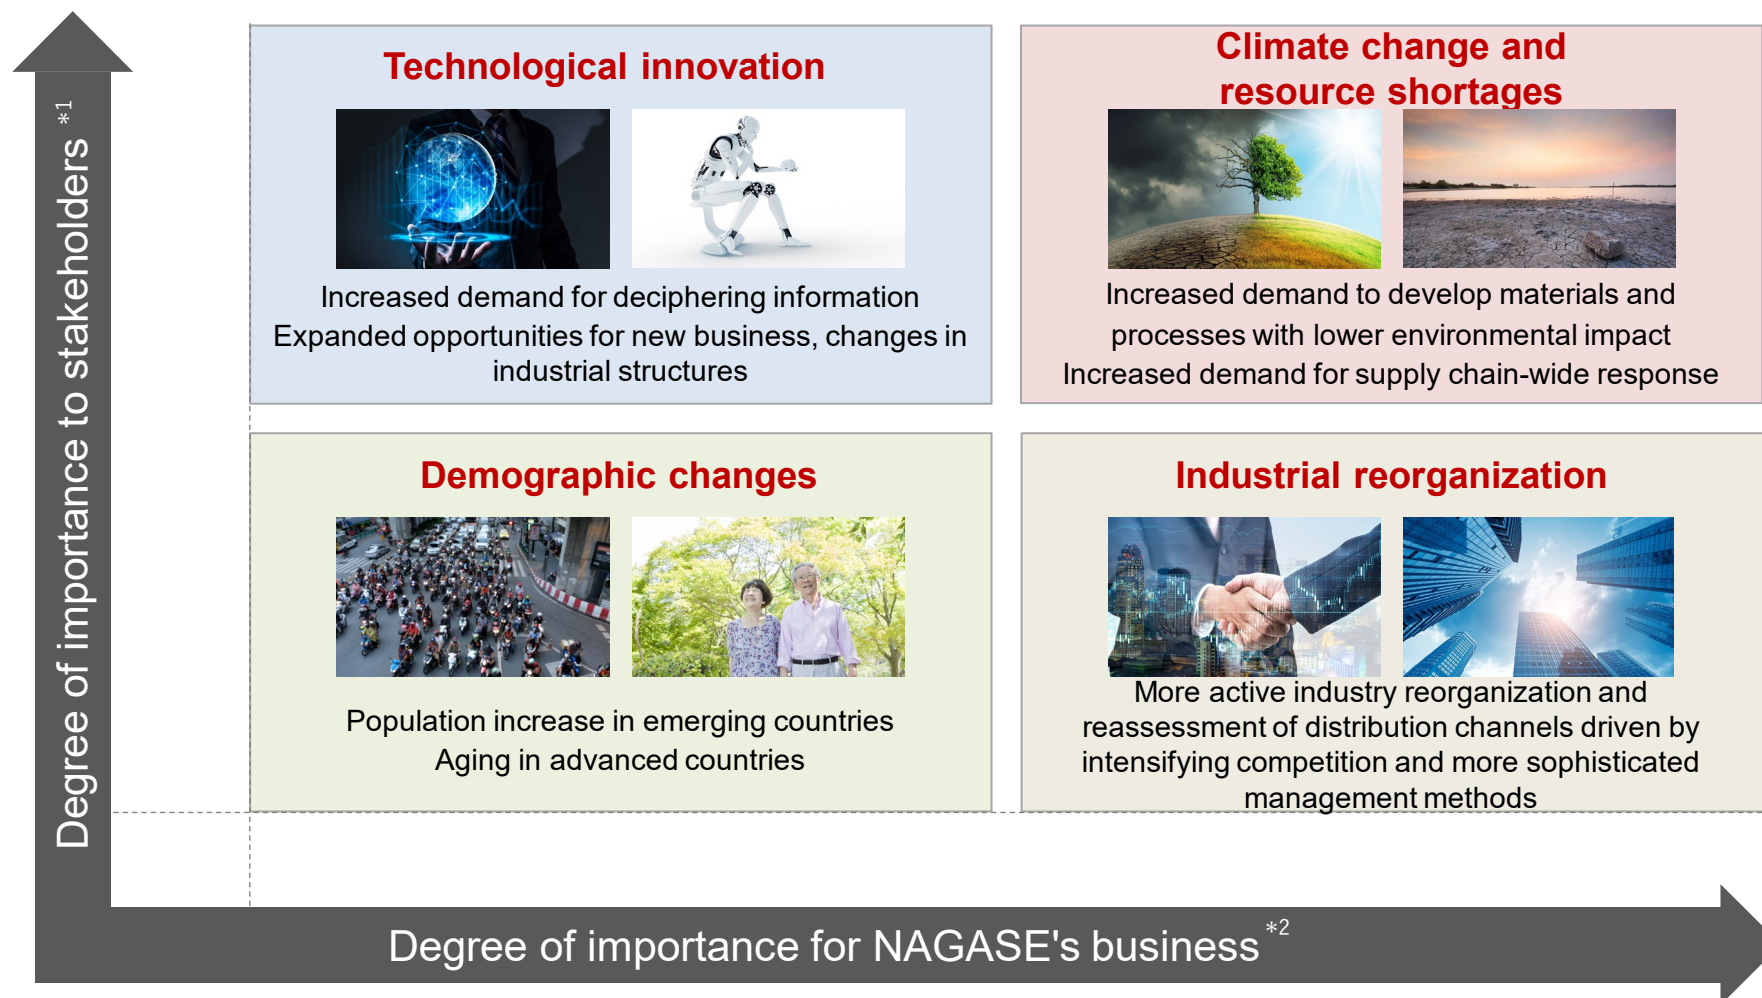 Degree of importance to stakeholders *1
Technological innovation
Increased demand for deciphering information
Expanded opportunities for new business, changes in
industrial structures
Climate change and
resource shortages
Increased demand to develop materials and
processes with lower environmental impact
Increased demand for supply chain-wide response
Demographic changes
Population increase in emerging countries
Aging in advanced countries
Industrial reorganization
More active industry reorganization and
reassessment of distribution channels driven by
intensifying competition and more sophisticated
management methods
Degree of importance for NAGASE's business *2